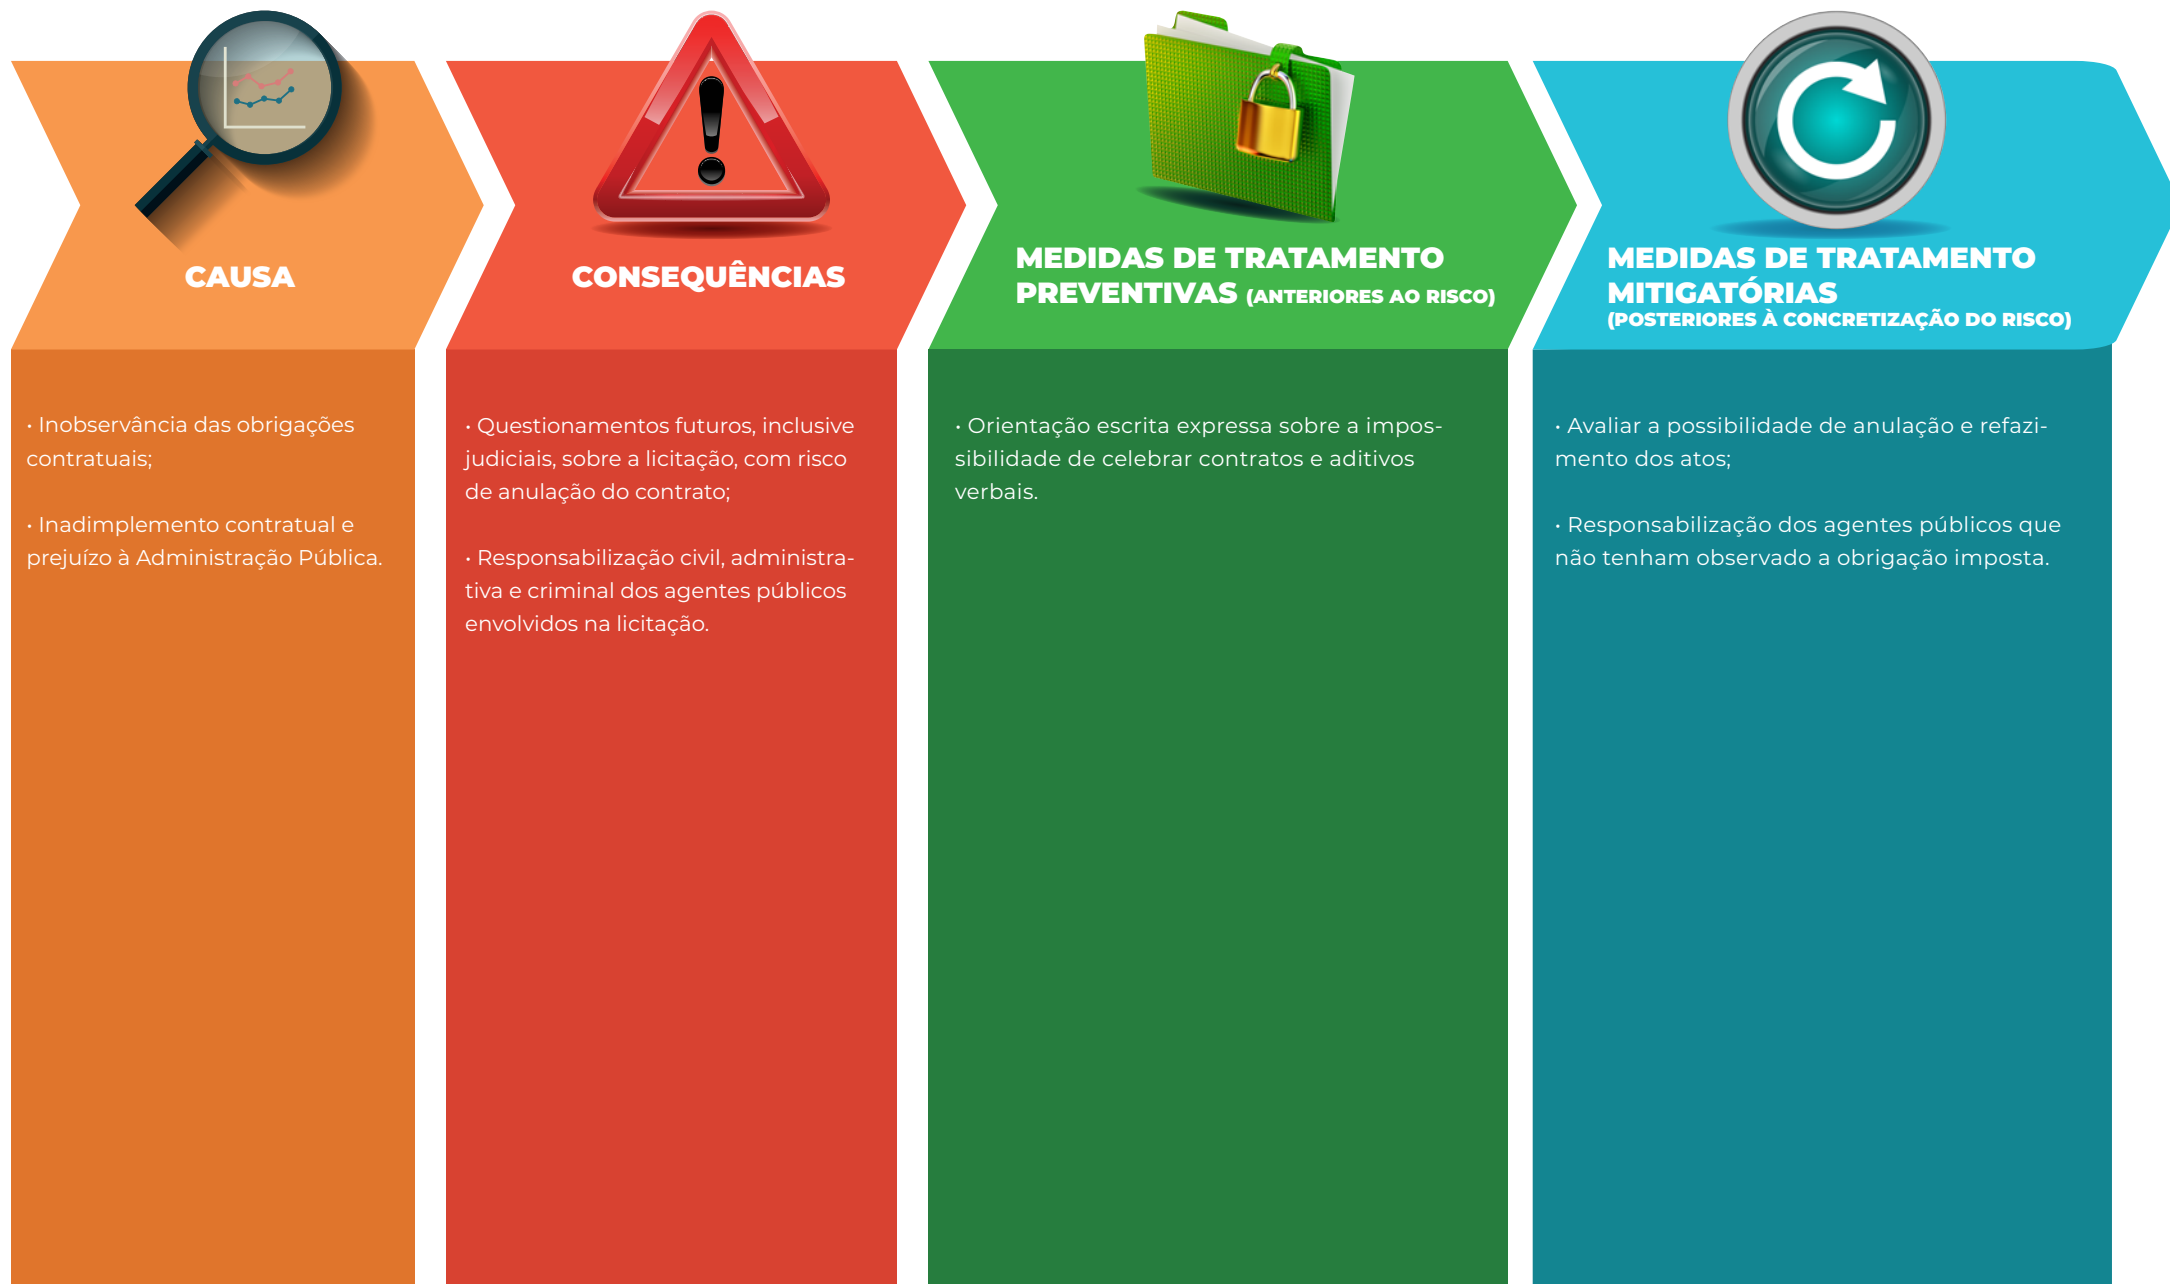 CAUSA
• Inobservância das obrigações
contratuais;
• Inadimplemento contratual e
prejuízo à Administração Pública.
CONSEQUÊNCIAS
• Questionamentos futuros, inclusive
judiciais, sobre a licitação, com risco
de anulação do contrato;
• Responsabilização civil, administra-
tiva e criminal dos agentes públicos
envolvidos na licitação.
MEDIDAS DE TRATAMENTO
PREVENTIVAS (ANTERIORES AO RISCO)
• Orientação escrita expressa sobre a impos-
sibilidade de celebrar contratos e aditivos
verbais.
MEDIDAS DE TRATAMENTO
MITIGATÓRIAS
(POSTERIORES À CONCRETIZAÇÃO DO RISCO)
• Avaliar a possibilidade de anulação e refazi-
mento dos atos;
• Responsabilização dos agentes públicos que
não tenham observado a obrigação imposta.